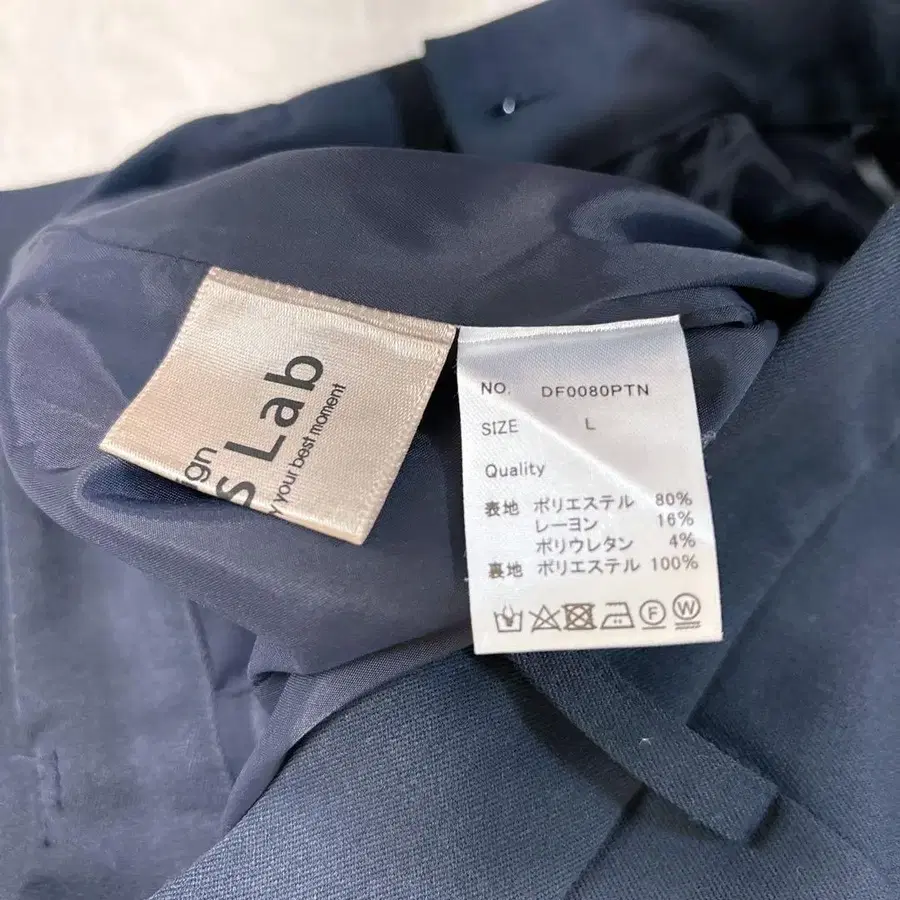 S Lab
your best moment
NO. DF0080PTN
SIZE L
Quality
表地 ポリエステル 80%
レーヨン 16%
ポリウレタン 4%
裏地 ポリエステル 100%
F W